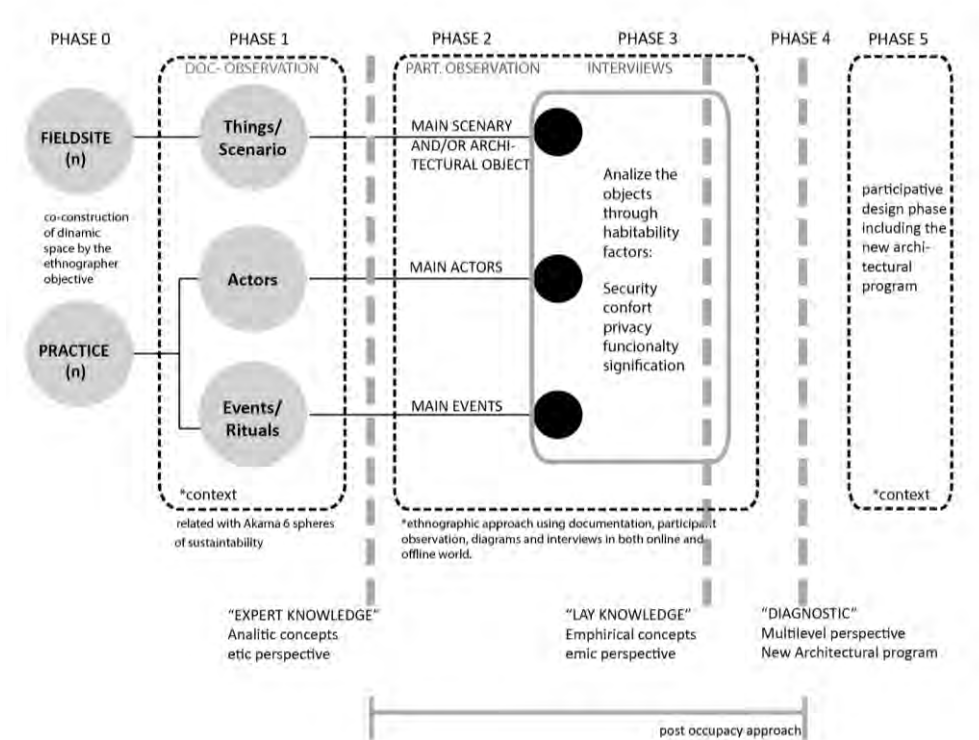 PHASE 0
PHASE 1
PHASE 2
PHASE 3
PHASE 4
PHASE 5
DOC- OBSERVATION
PART. OBSERVATION
INTERVIIEWS
FIELDSITE
(n)
co-construction
of dinamic
space by the
ethnographer
objective
PRACTICE
(n)
Things/
Scenario
Actors
Events/
Rituals
*context
related with Akama 6 spheres
of sustaintability
MAIN SCENARY
AND/OR ARCHI-
TECTURAL OBJECT
MAIN ACTORS
MAIN EVENTS
Analize the
objects
through
habitability
factors:
Security
confort
privacy
funcionalty
signification
*ethnographic approach using documentation, participant
observation, diagrams and interviews in both online and
offline world.
participative
design phase
including the
new archi-
tectural
program
*context
"EXPERT KNOWLEDGE"
Analitic concepts
etic perspective
"LAY KNOWLEDGE"
Emphirical concepts
emic perspective
"DIAGNOSTIC"
Multilevel perspective
New Architectural program
post occupacy approach